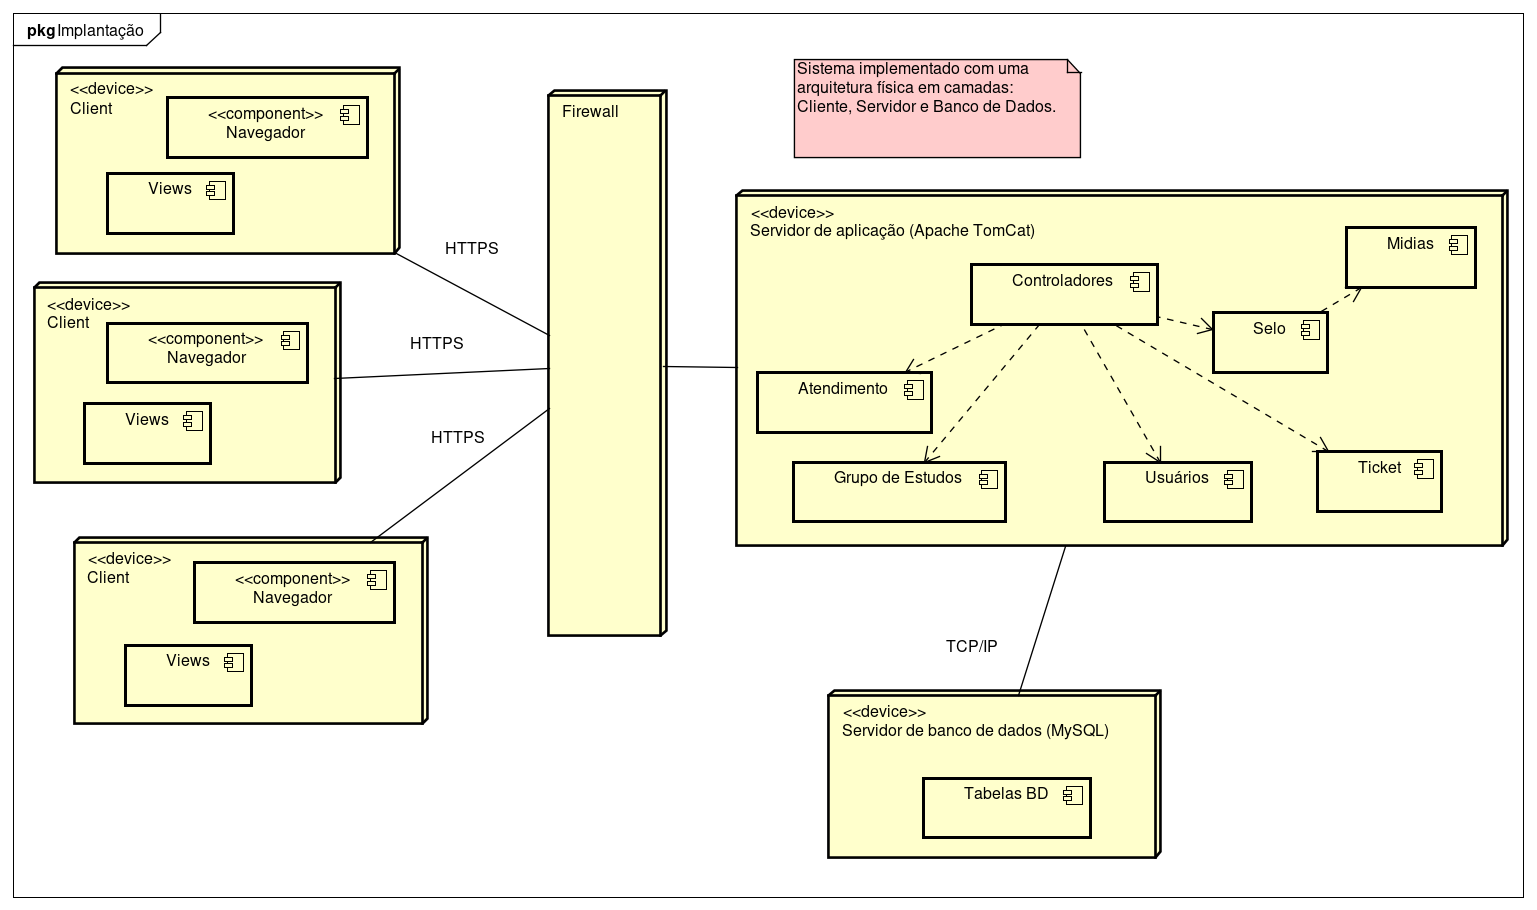 pkg Implantação
<<device>>
Client
<<component>>
Navegador
Views
HTTPS
<<device>>
Client
<<component>>
Navegador
Views
HTTPS
<<device>>
Client
<<component>>
Navegador
Views
HTTPS
Firewall
Sistema implementado com uma
arquitetura física em camadas:
Cliente, Servidor e Banco de Dados.
<<device>>
Servidor de aplicação (Apache TomCat)
Controladores
Midias
Selo
Atendimento
Grupo de Estudos
Usuários
Ticket
TCP/IP
<<device>>
Servidor de banco de dados (MySQL)
Tabelas BD